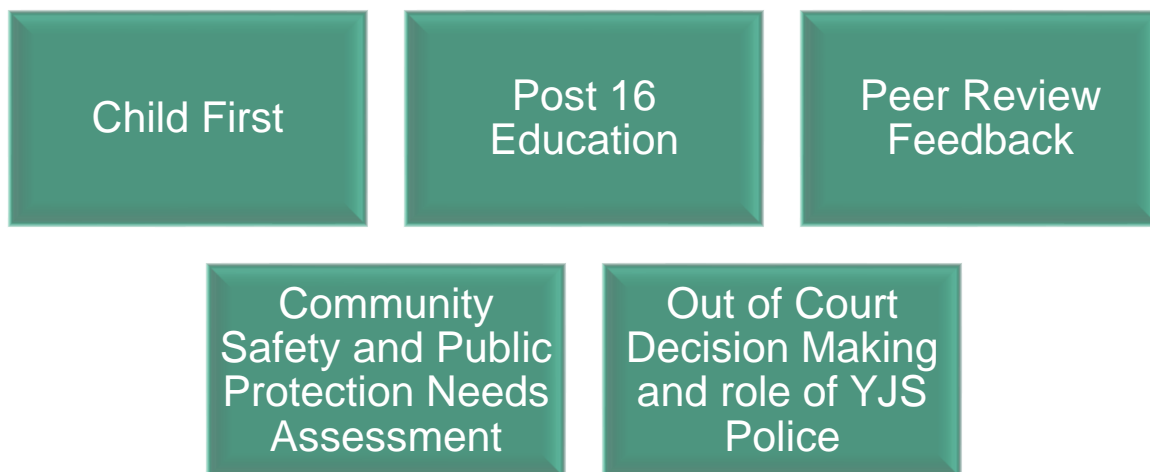 Child First
Post 16
Education
Peer Review
Feedback
Community
Safety and Public
Protection Needs
Assessment
Out of Court
Decision Making
and role of YJS
Police